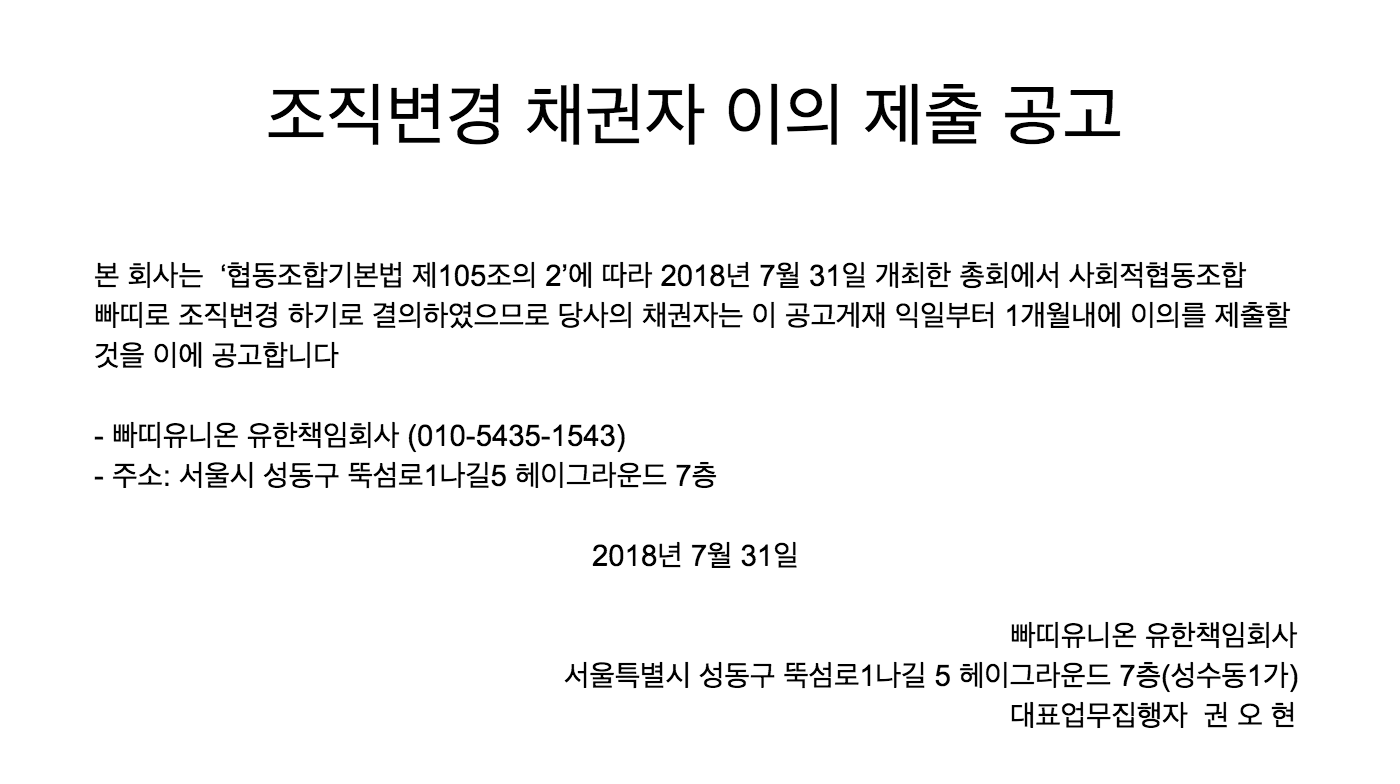 조직변경 채권자 이의 제출 공고
본 회사는  ‘협동조합기본법 제105조의 2’에 따라 2018년 7월 31일 개최한 총회에서 사회적협동조합
빠띠로 조직변경 하기로 결의하였으므로 당사의 채권자는 이 공고게재 익일부터 1개월내에 이의를 제출할
것을 이에 공고합니다
- 빠띠유니온 유한책임회사 (010-5435-1543)
- 주소: 서울시 성동구 뚝섬로1나길5 헤이그라운드 7층
2018년 7월 31일
빠띠유니온 유한책임회사
서울특별시 성동구 뚝섬로1나길 5 헤이그라운드 7층(성수동1가)
대표업무집행자  권 오 현